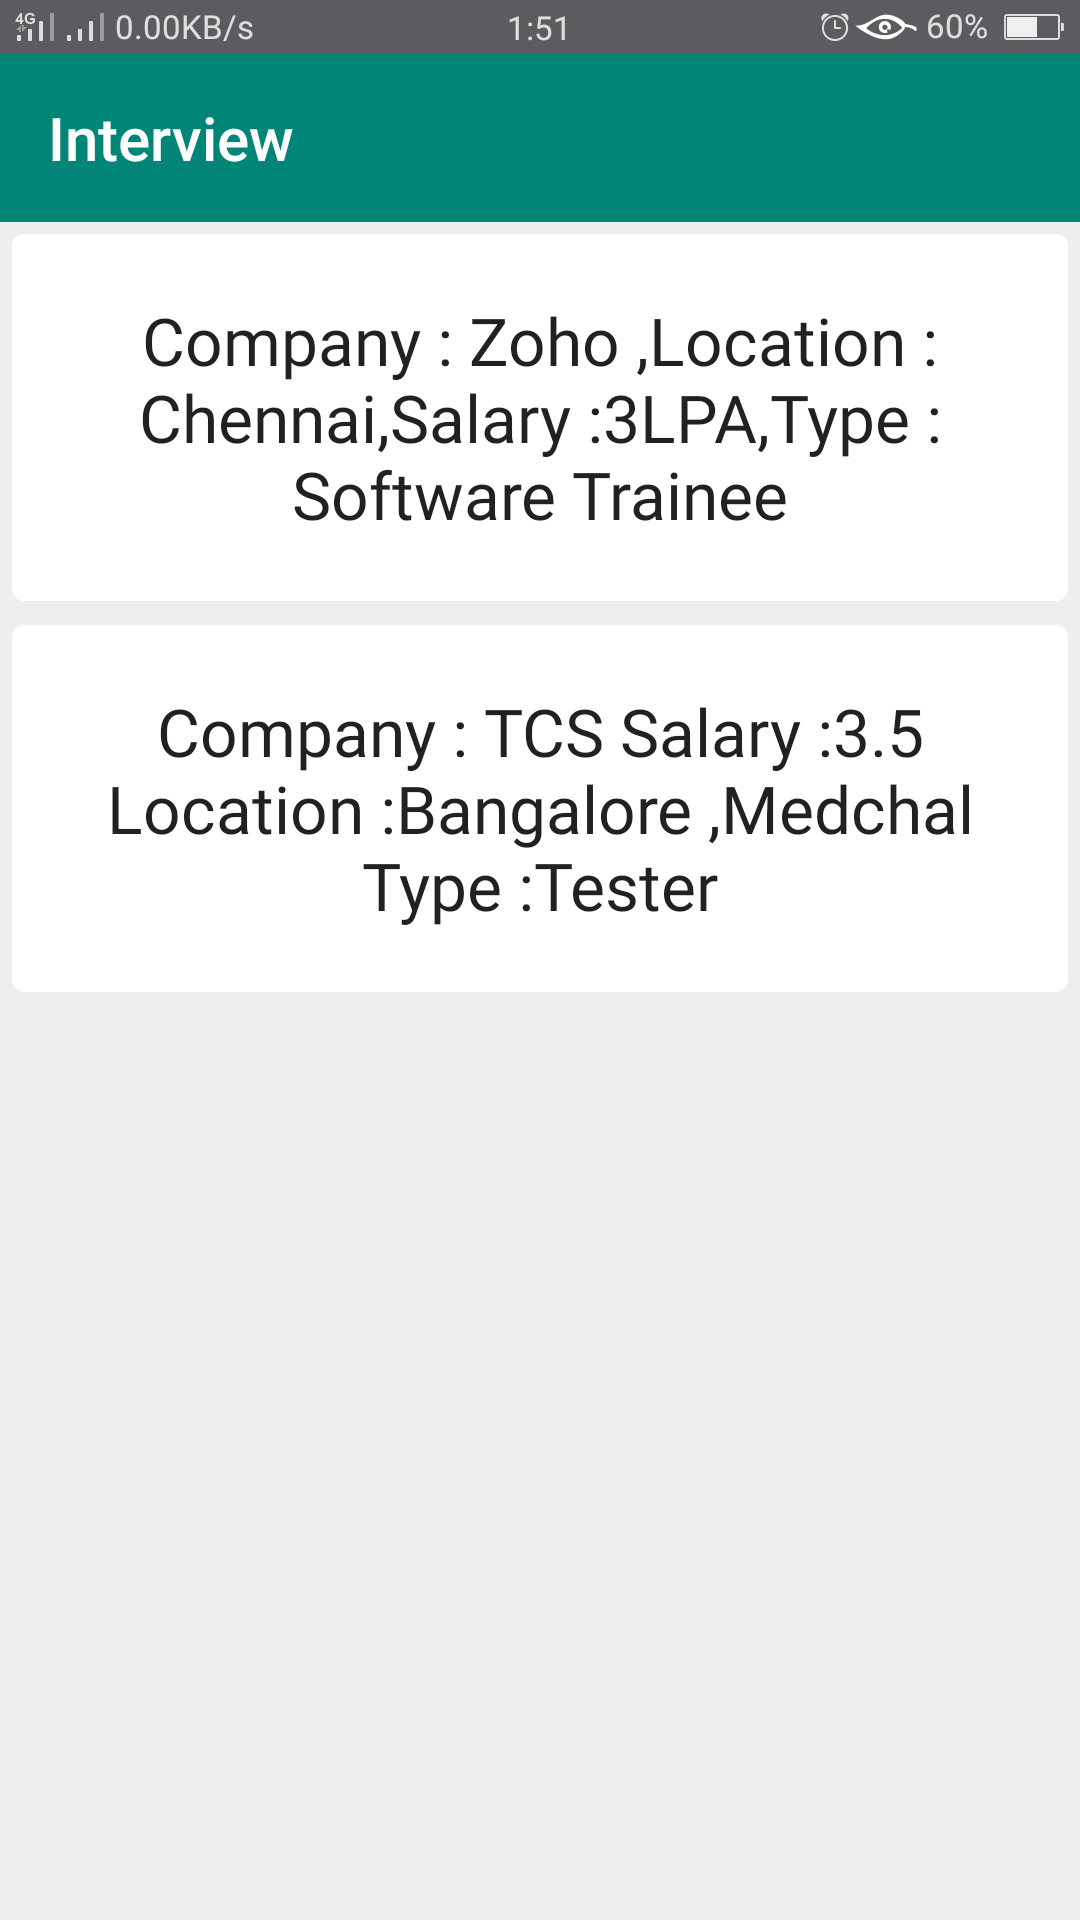 4G 0.00KB/s 1:51 60%
Interview
Company : Zoho ,Location :
Chennai,Salary :3LPA,Type :
Software Trainee
Company : TCS Salary :3.5
Location :Bangalore ,Medchal
Type :Tester